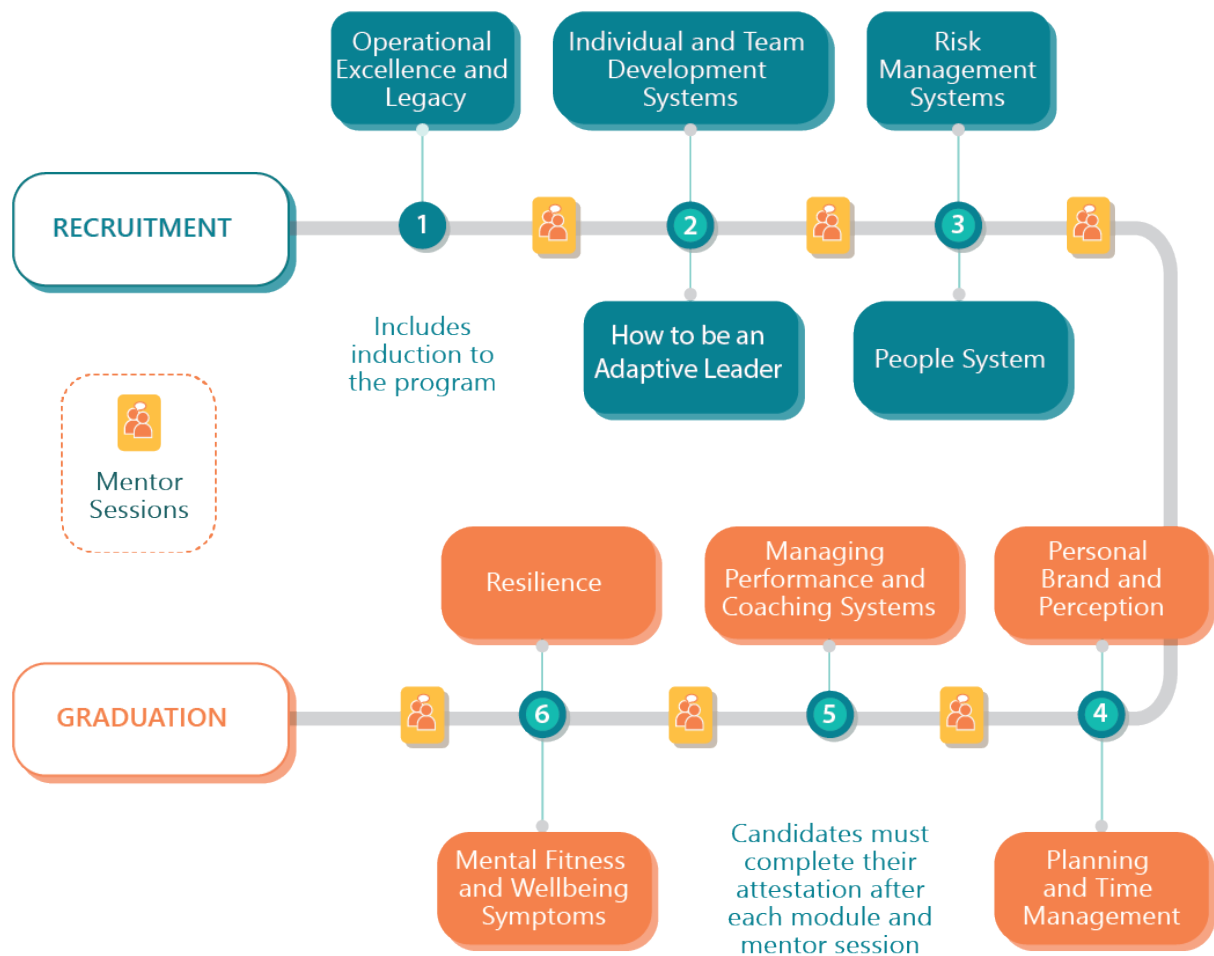 Operational
Excellence and
Legacy
Individual and Team
Development
Systems
Risk
Management
Systems
RECRUITMENT
1
2
3
Includes
induction to
the program
How to be an
Adaptive Leader
People System
Mentor
Sessions
Resilience
Managing
Performance and
Coaching Systems
Personal
Brand and
Perception
GRADUATION
6
5
4
Mental Fitness
and Wellbeing
Symptoms
Candidates must
complete their
attestation after
each module and
mentor session
Planning
and Time
Management